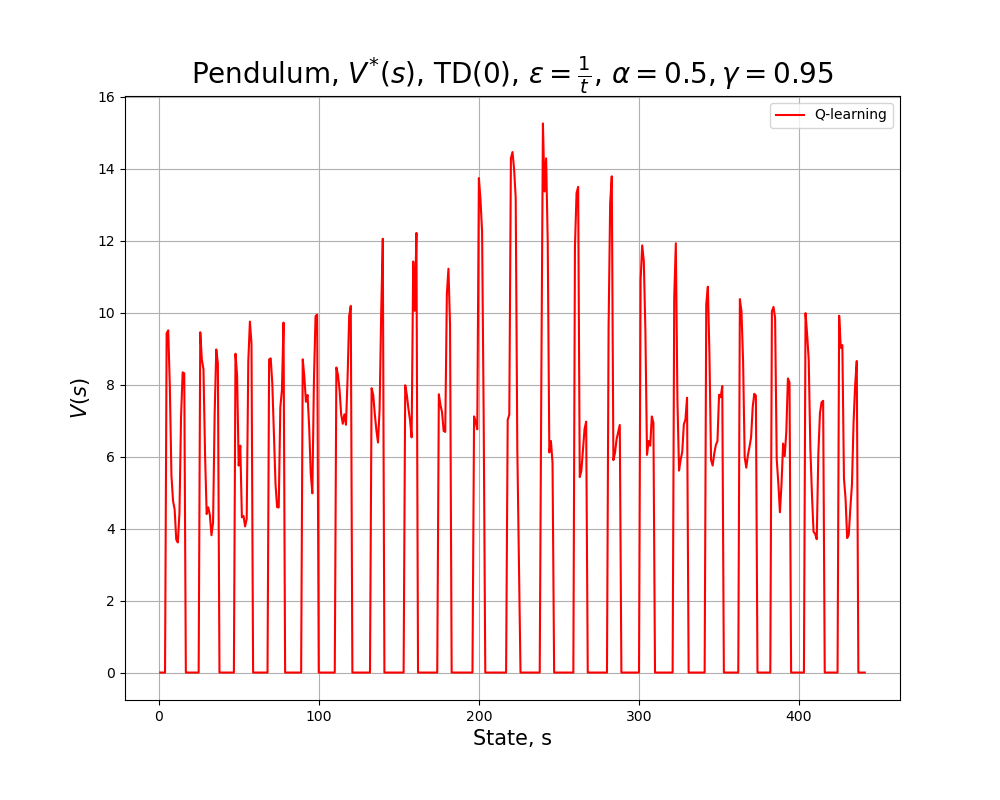 Pendulum, V*(s), TD(0), ε = 1/t, α = 0.5, γ = 0.95
Q-learning
16
14
12
10
8
6
4
2
0
V(s)
0 100 200 300 400
State, s